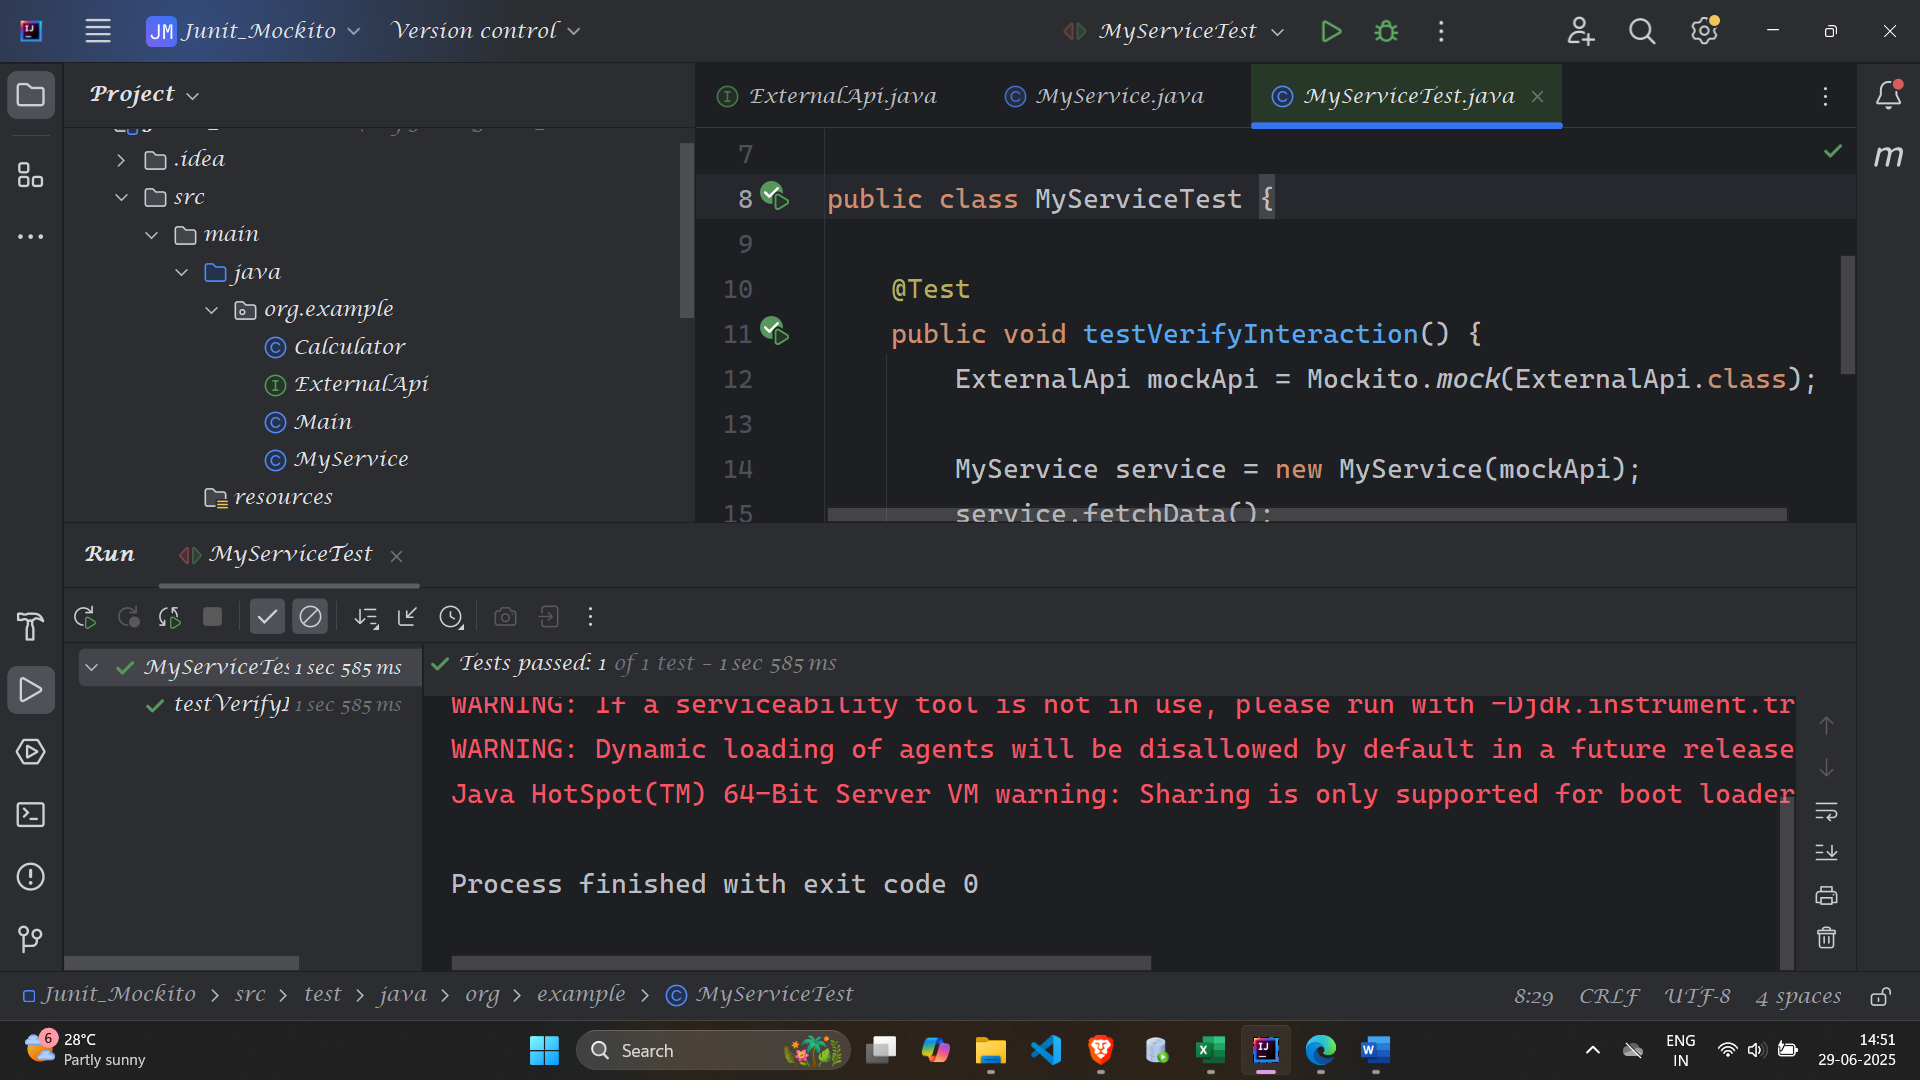 JM Junit_Mockito Version control MyServiceTest
Project
ExternalApi.java MyService.java MyServiceTest.java
.idea
src
main
java
org.example
Calculator
ExternalApi
Main
MyService
resources
7
8 public class MyServiceTest {
9
10 @Test
11 public void testVerifyInteraction() {
12 ExternalApi mockApi = Mockito.mock(ExternalApi.class);
13
14 MyService service = new MyService(mockApi);
15 service.fetchData();
m
Run MyServiceTest
MyServiceTes 1 sec 585 ms
testVerifyI 1 sec 585 ms
Tests passed: 1 of 1 test – 1 sec 585 ms
WARNING: If a serviceability tool is not in use, please run with -Djdk.instrument.tr
WARNING: Dynamic loading of agents will be disallowed by default in a future release
Java HotSpot(TM) 64-Bit Server VM warning: Sharing is only supported for boot loader
Process finished with exit code 0
Junit_Mockito > src > test > java > org > example > MyServiceTest
8:29 CRLF UTF-8 4 spaces
6 28°C
Partly sunny
Search
ENG
IN
14:51
29-06-2025